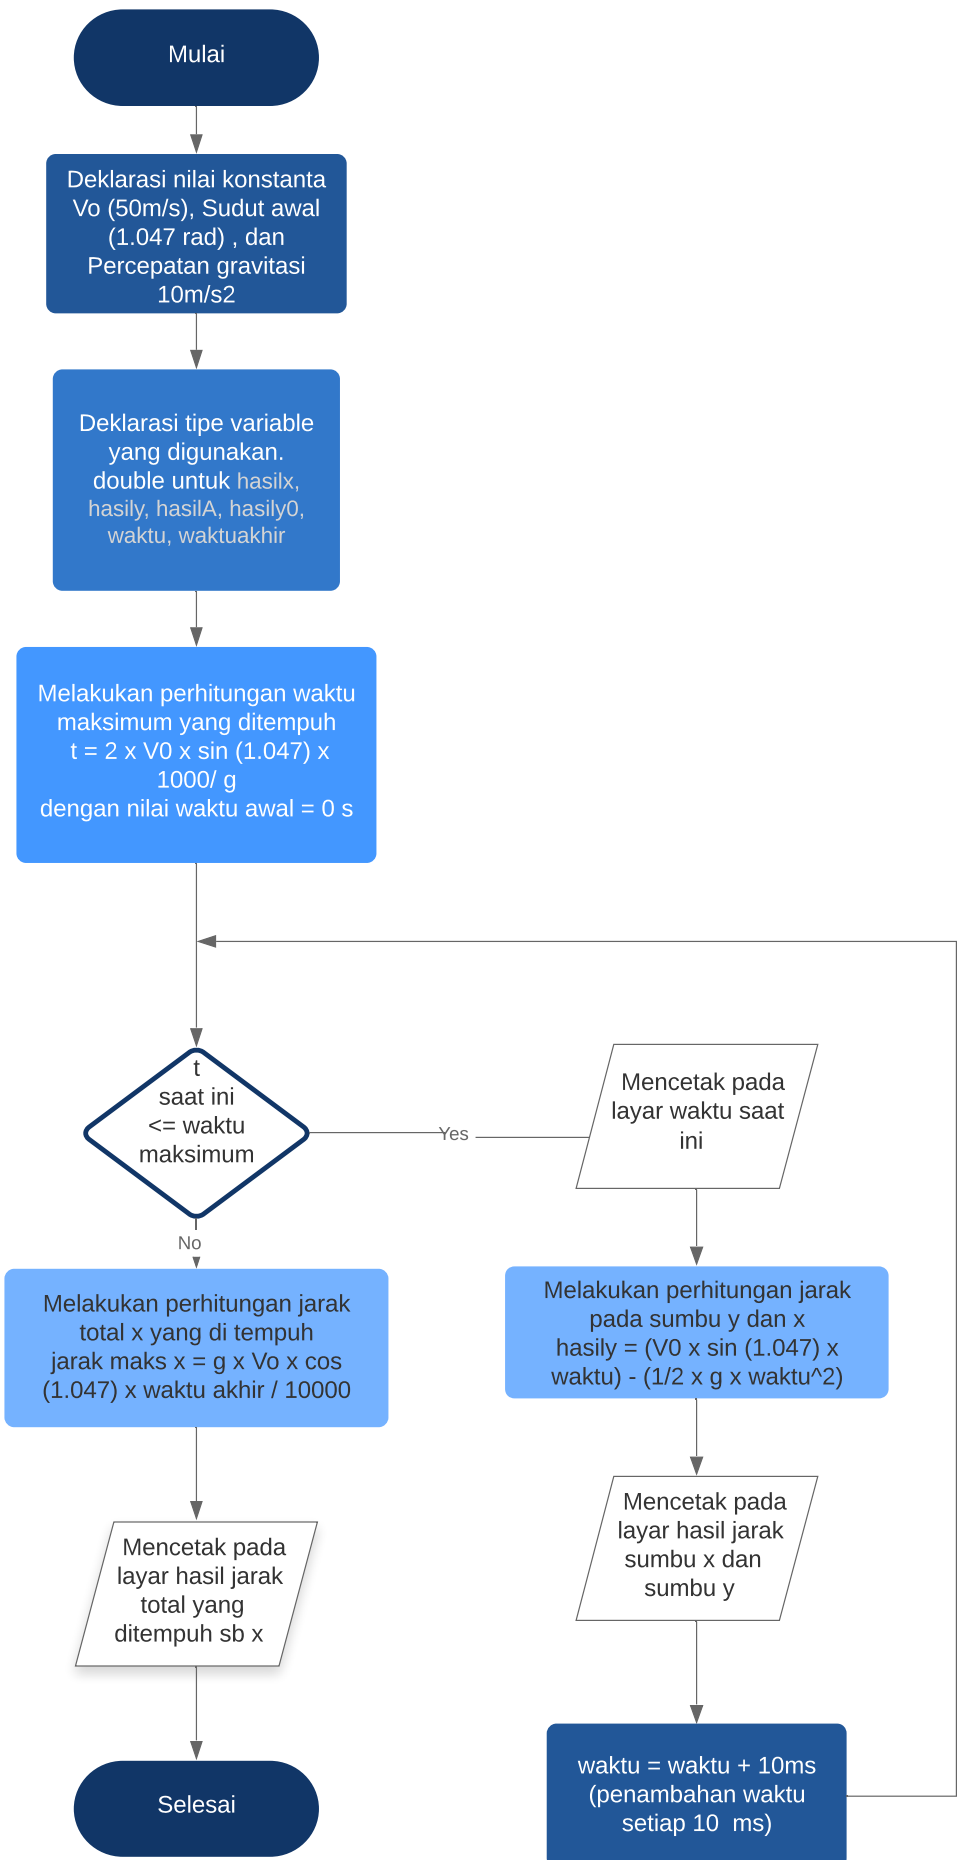 Mulai
Deklarasi nilai konstanta
Vo (50m/s), Sudut awal
(1.047 rad) , dan
Percepatan gravitasi
10m/s2
Deklarasi tipe variable
yang digunakan.
double untuk hasilx,
hasily, hasilA, hasily0,
waktu, waktuakhir
Melakukan perhitungan waktu
maksimum yang ditempuh
t = 2 x V0 x sin (1.047) x
1000/ g
dengan nilai waktu awal = 0 s
t
saat ini
<= waktu
maksimum
Yes
No
Mencetak pada
layar waktu saat
ini
Melakukan perhitungan jarak
pada sumbu y dan x
hasily = (V0 x sin (1.047) x
waktu) - (1/2 x g x waktu^2)
Mencetak pada
layar hasil jarak
sumbu x dan
sumbu y
waktu = waktu + 10ms
(penambahan waktu
setiap 10  ms)
Melakukan perhitungan jarak
total x yang di tempuh
jarak maks x = g x Vo x cos
(1.047) x waktu akhir / 10000
Mencetak pada
layar hasil jarak
total yang
ditempuh sb x
Selesai